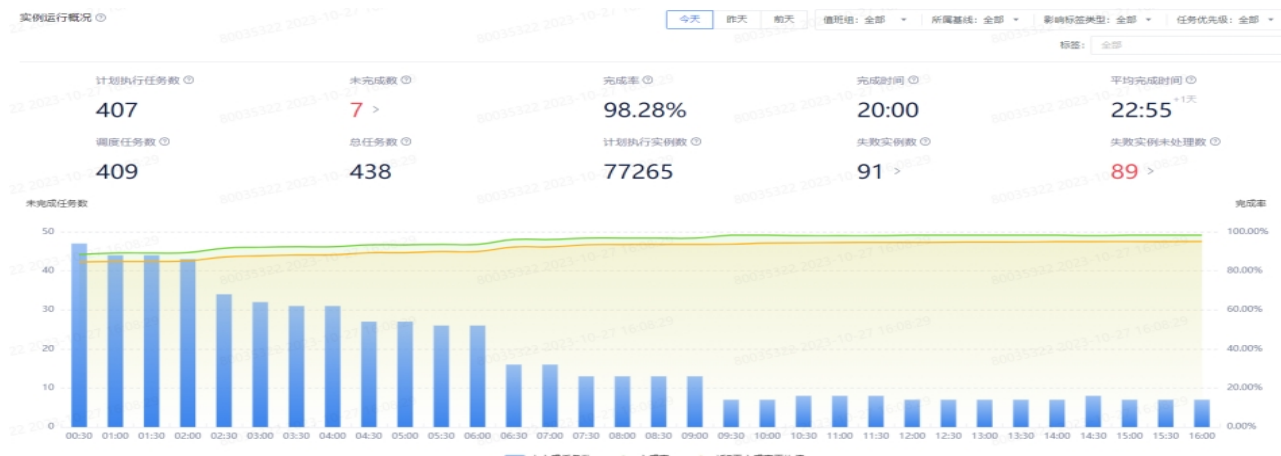 实例运行概况
今天 昨天 前天 值班组: 全部 所属基线: 全部 影响标签类型: 全部 任务优先级: 全部
标签: 全部
计划执行任务数 未完成数 完成率 完成时间 平均完成时间
407 7 > 98.28% 20:00 22:55 +1天
调度任务数 总任务数 计划执行实例数 失败实例数 失败实例未处理数
409 438 77265 91 > 89 >
未完成任务数 完成率
50 100.00%
40 80.00%
30 60.00%
20 40.00%
10 20.00%
0 0.00%
00:30 01:00 01:30 02:00 02:30 03:00 03:30 04:00 04:30 05:00 05:30 06:00 06:30 07:00 07:30 08:00 08:30 09:00 09:30 10:00 10:30 11:00 11:30 12:00 12:30 13:00 13:30 14:00 14:30 15:00 15:30 16:00
80035322 2023-10-27 16:08:29